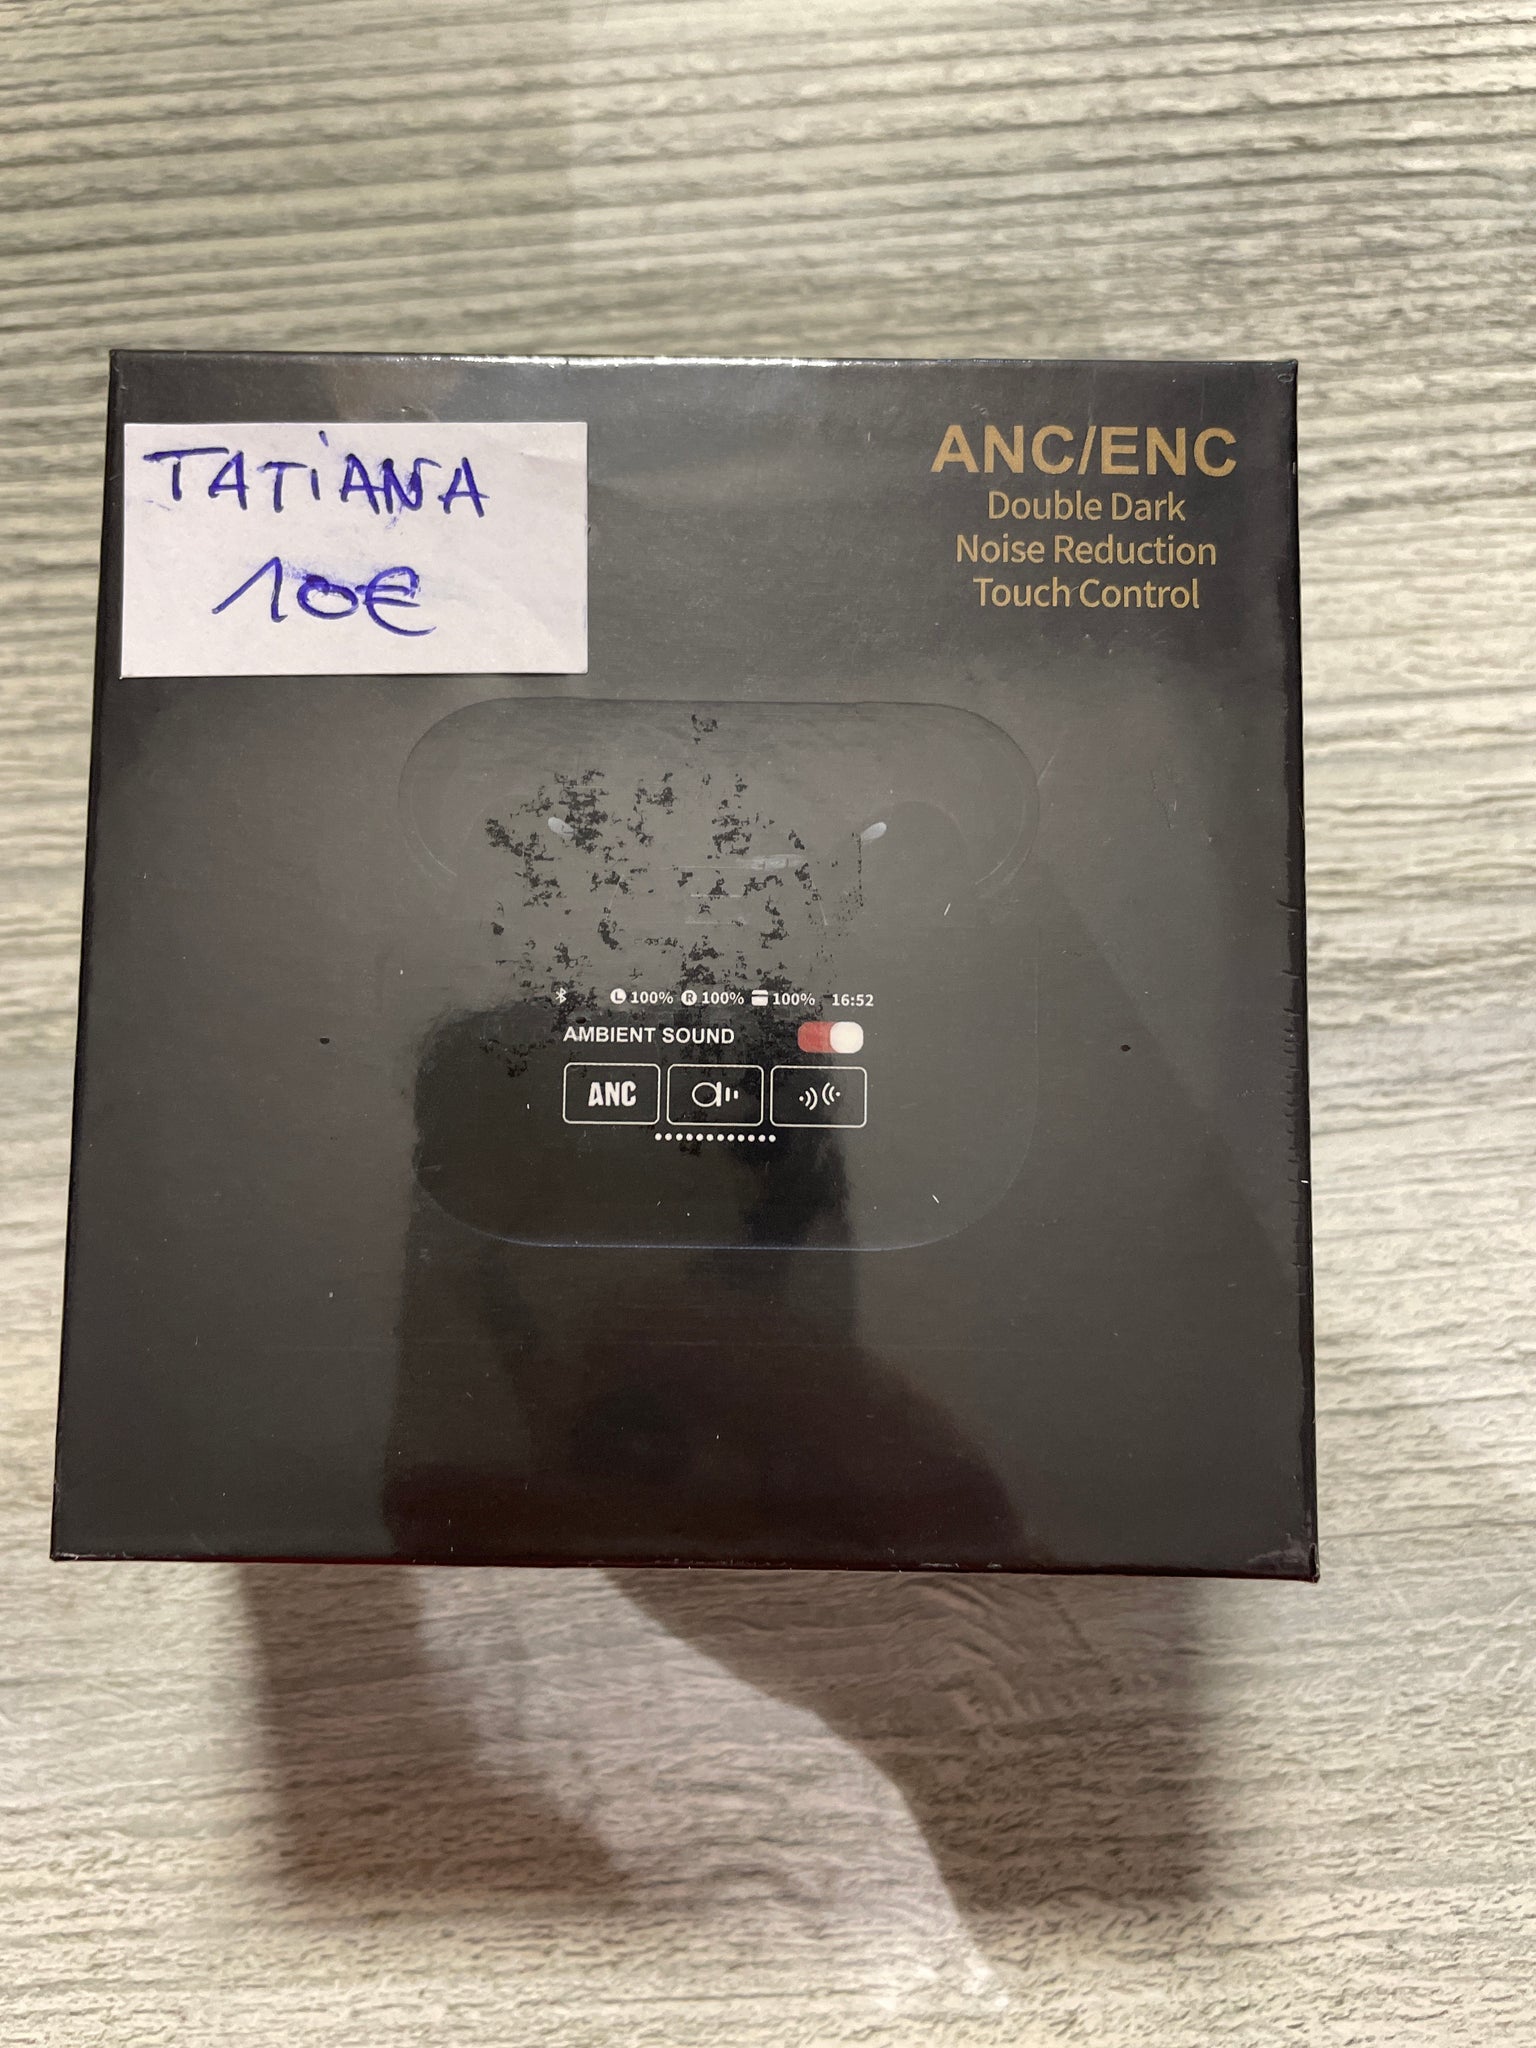 TATiANA
10€
ANC/ENC
Double Dark
Noise Reduction
Touch Control
L 100% R 100% 100% 16:52
AMBIENT SOUND
ANC